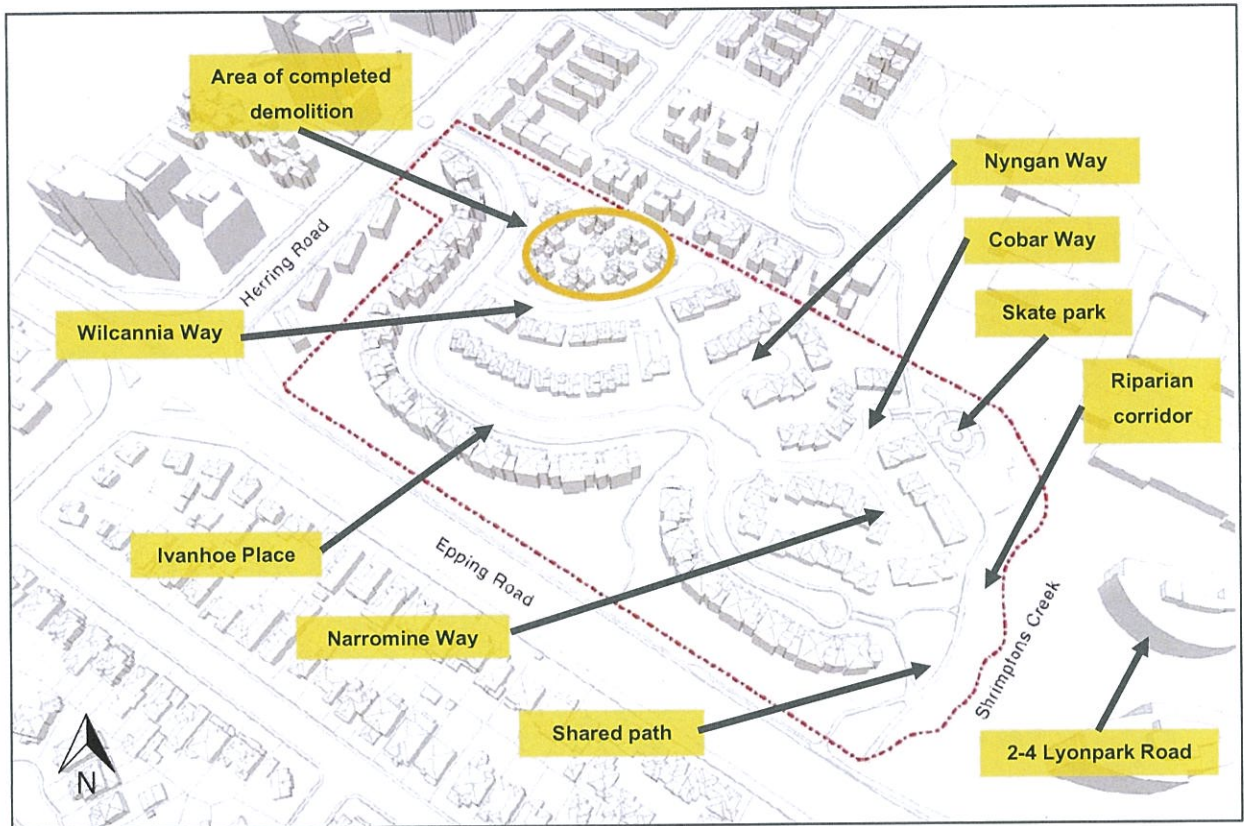 Area of completed
demolition
Nyngan Way
Cobar Way
Herring Road
Skate park
Wilcannia Way
Riparian
corridor
Ivanhoe Place
Epping Road
Narromine Way
Shrimptons Creek
Shared path
2-4 Lyonpark Road
N